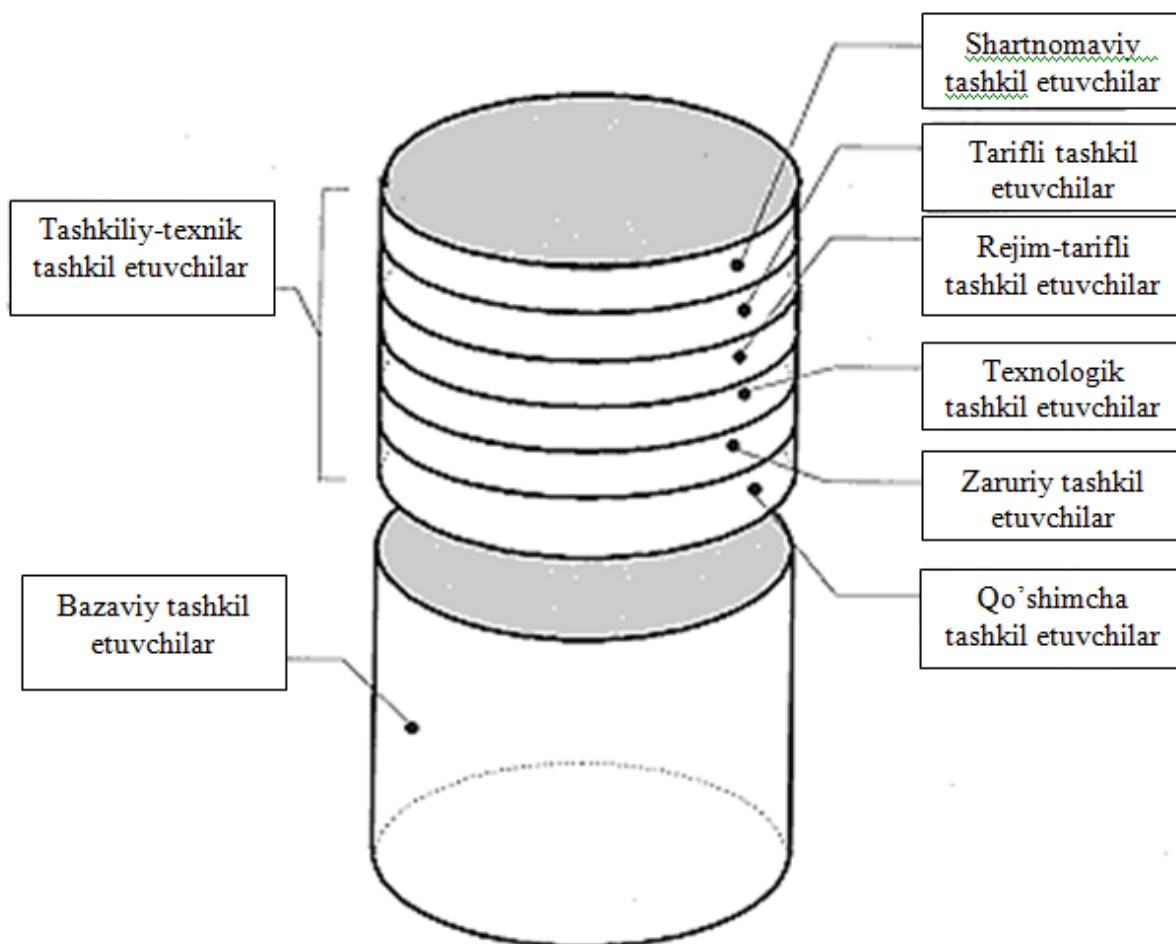 Shartnomaviy
tashkil etuvchilar
Tarifli tashkil
etuvchilar
Tashkiliy-texnik
tashkil etuvchilar
Rejim-tarifli
tashkil etuvchilar
Texnologik
tashkil etuvchilar
Zaruriy tashkil
etuvchilar
Bazaviy tashkil
etuvchilar
Qo’shimcha
tashkil etuvchilar